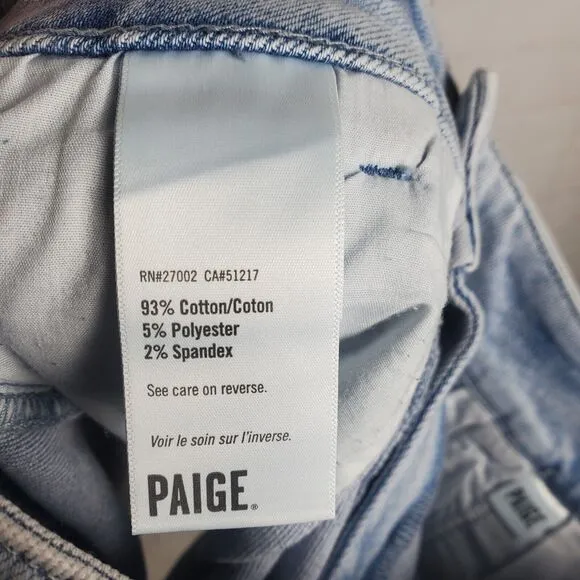 RN#27002 CA#51217
93% Cotton/Coton
5% Polyester
2% Spandex
See care on reverse.
Voir le soin sur l'inverse.
PAIGE®
PAIGE